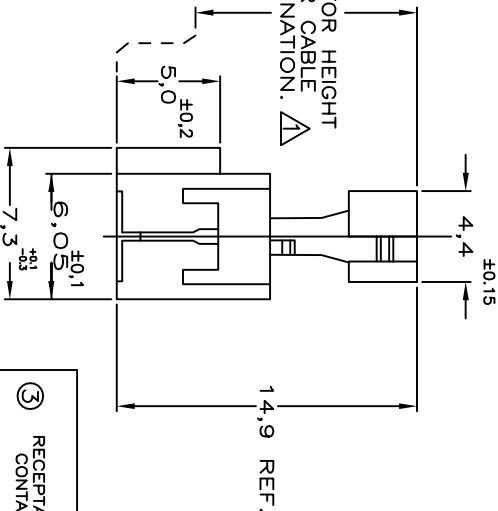 OR HEIGHT
CABLE
NATION.
1
4,4 ±0.15
14,9 REF.
5,0 ±0,2
6,05 ±0,1
7,3 +0.1 -0.3
3
RECEPTA
CONTA